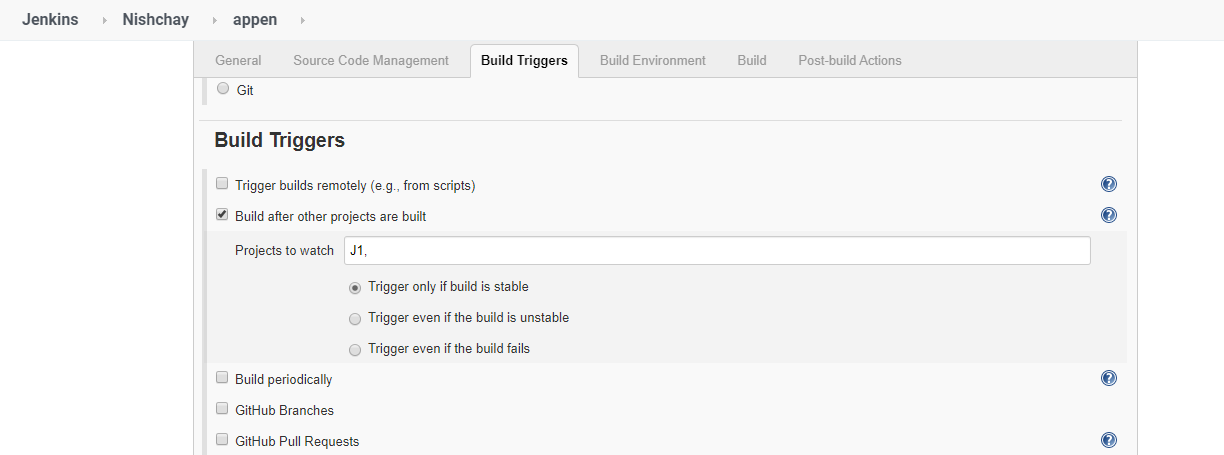 Jenkins Nishchay appen
General Source Code Management Build Triggers Build Environment Build Post-build Actions
Git
Build Triggers
Trigger builds remotely (e.g., from scripts)
?
Build after other projects are built
?
Projects to watch J1,
Trigger only if build is stable
Trigger even if the build is unstable
Trigger even if the build fails
Build periodically
?
GitHub Branches
GitHub Pull Requests
?